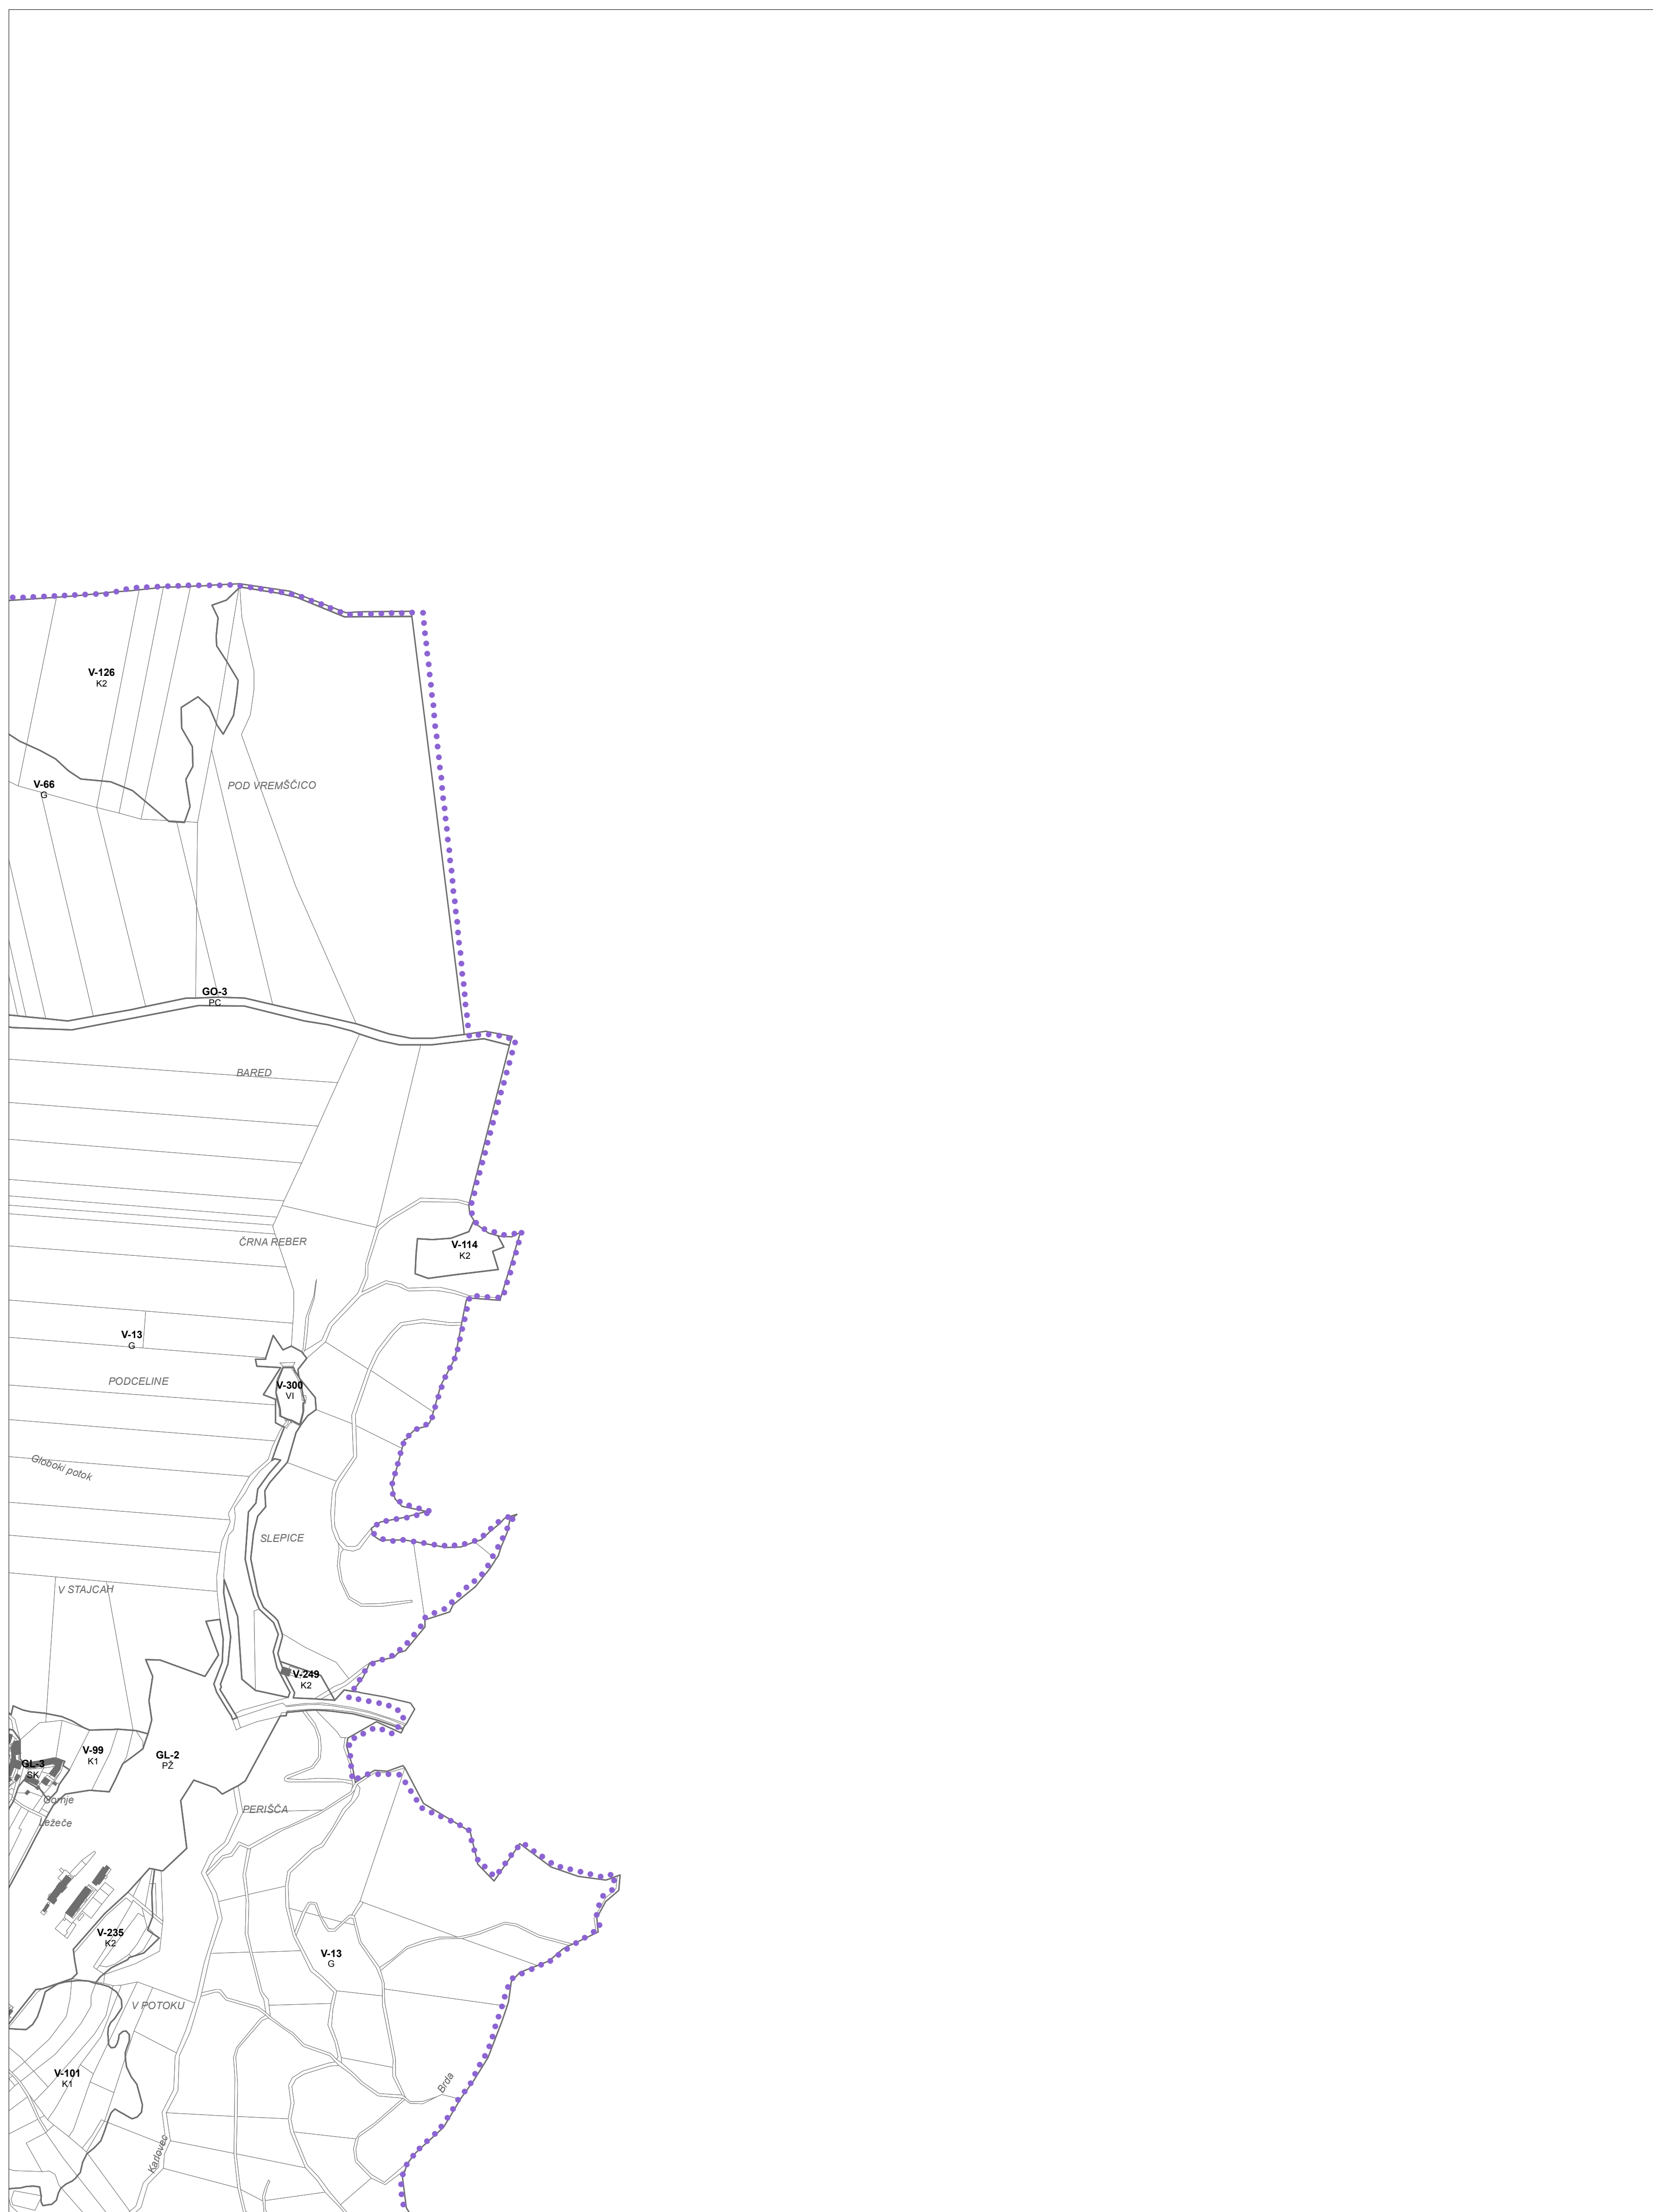 V-126
K2
V-66
G
POD VREMŠČICO
GO-3
PC
BARED
ČRNA REBER
V-114
K2
V-13
G
PODCELINE
V-300
VI
Globoki potok
SLEPICE
V STAJCAH
V-249
K2
V-99
K1
GL-2
PŽ
GL-3
SK
Gornje
Ležeče
PERIŠČA
V-235
K2
V-13
G
V POTOKU
V-101
K1
Brda
Karlovec